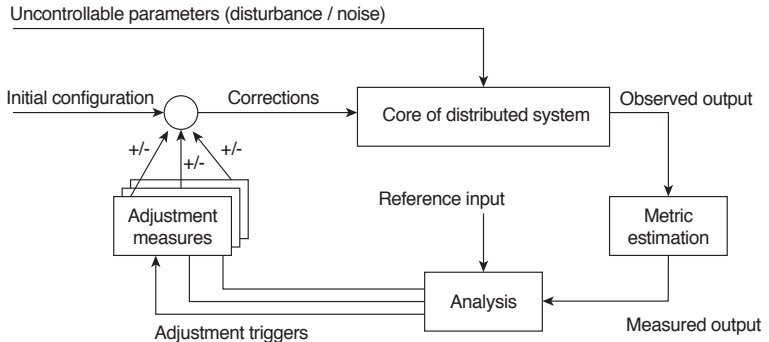 Uncontrollable parameters (disturbance / noise)
Initial configuration
Corrections
Core of distributed system
Observed output
+/-
+/-
+/-
Reference input
Adjustment
measures
Metric
estimation
Analysis
Adjustment triggers
Measured output